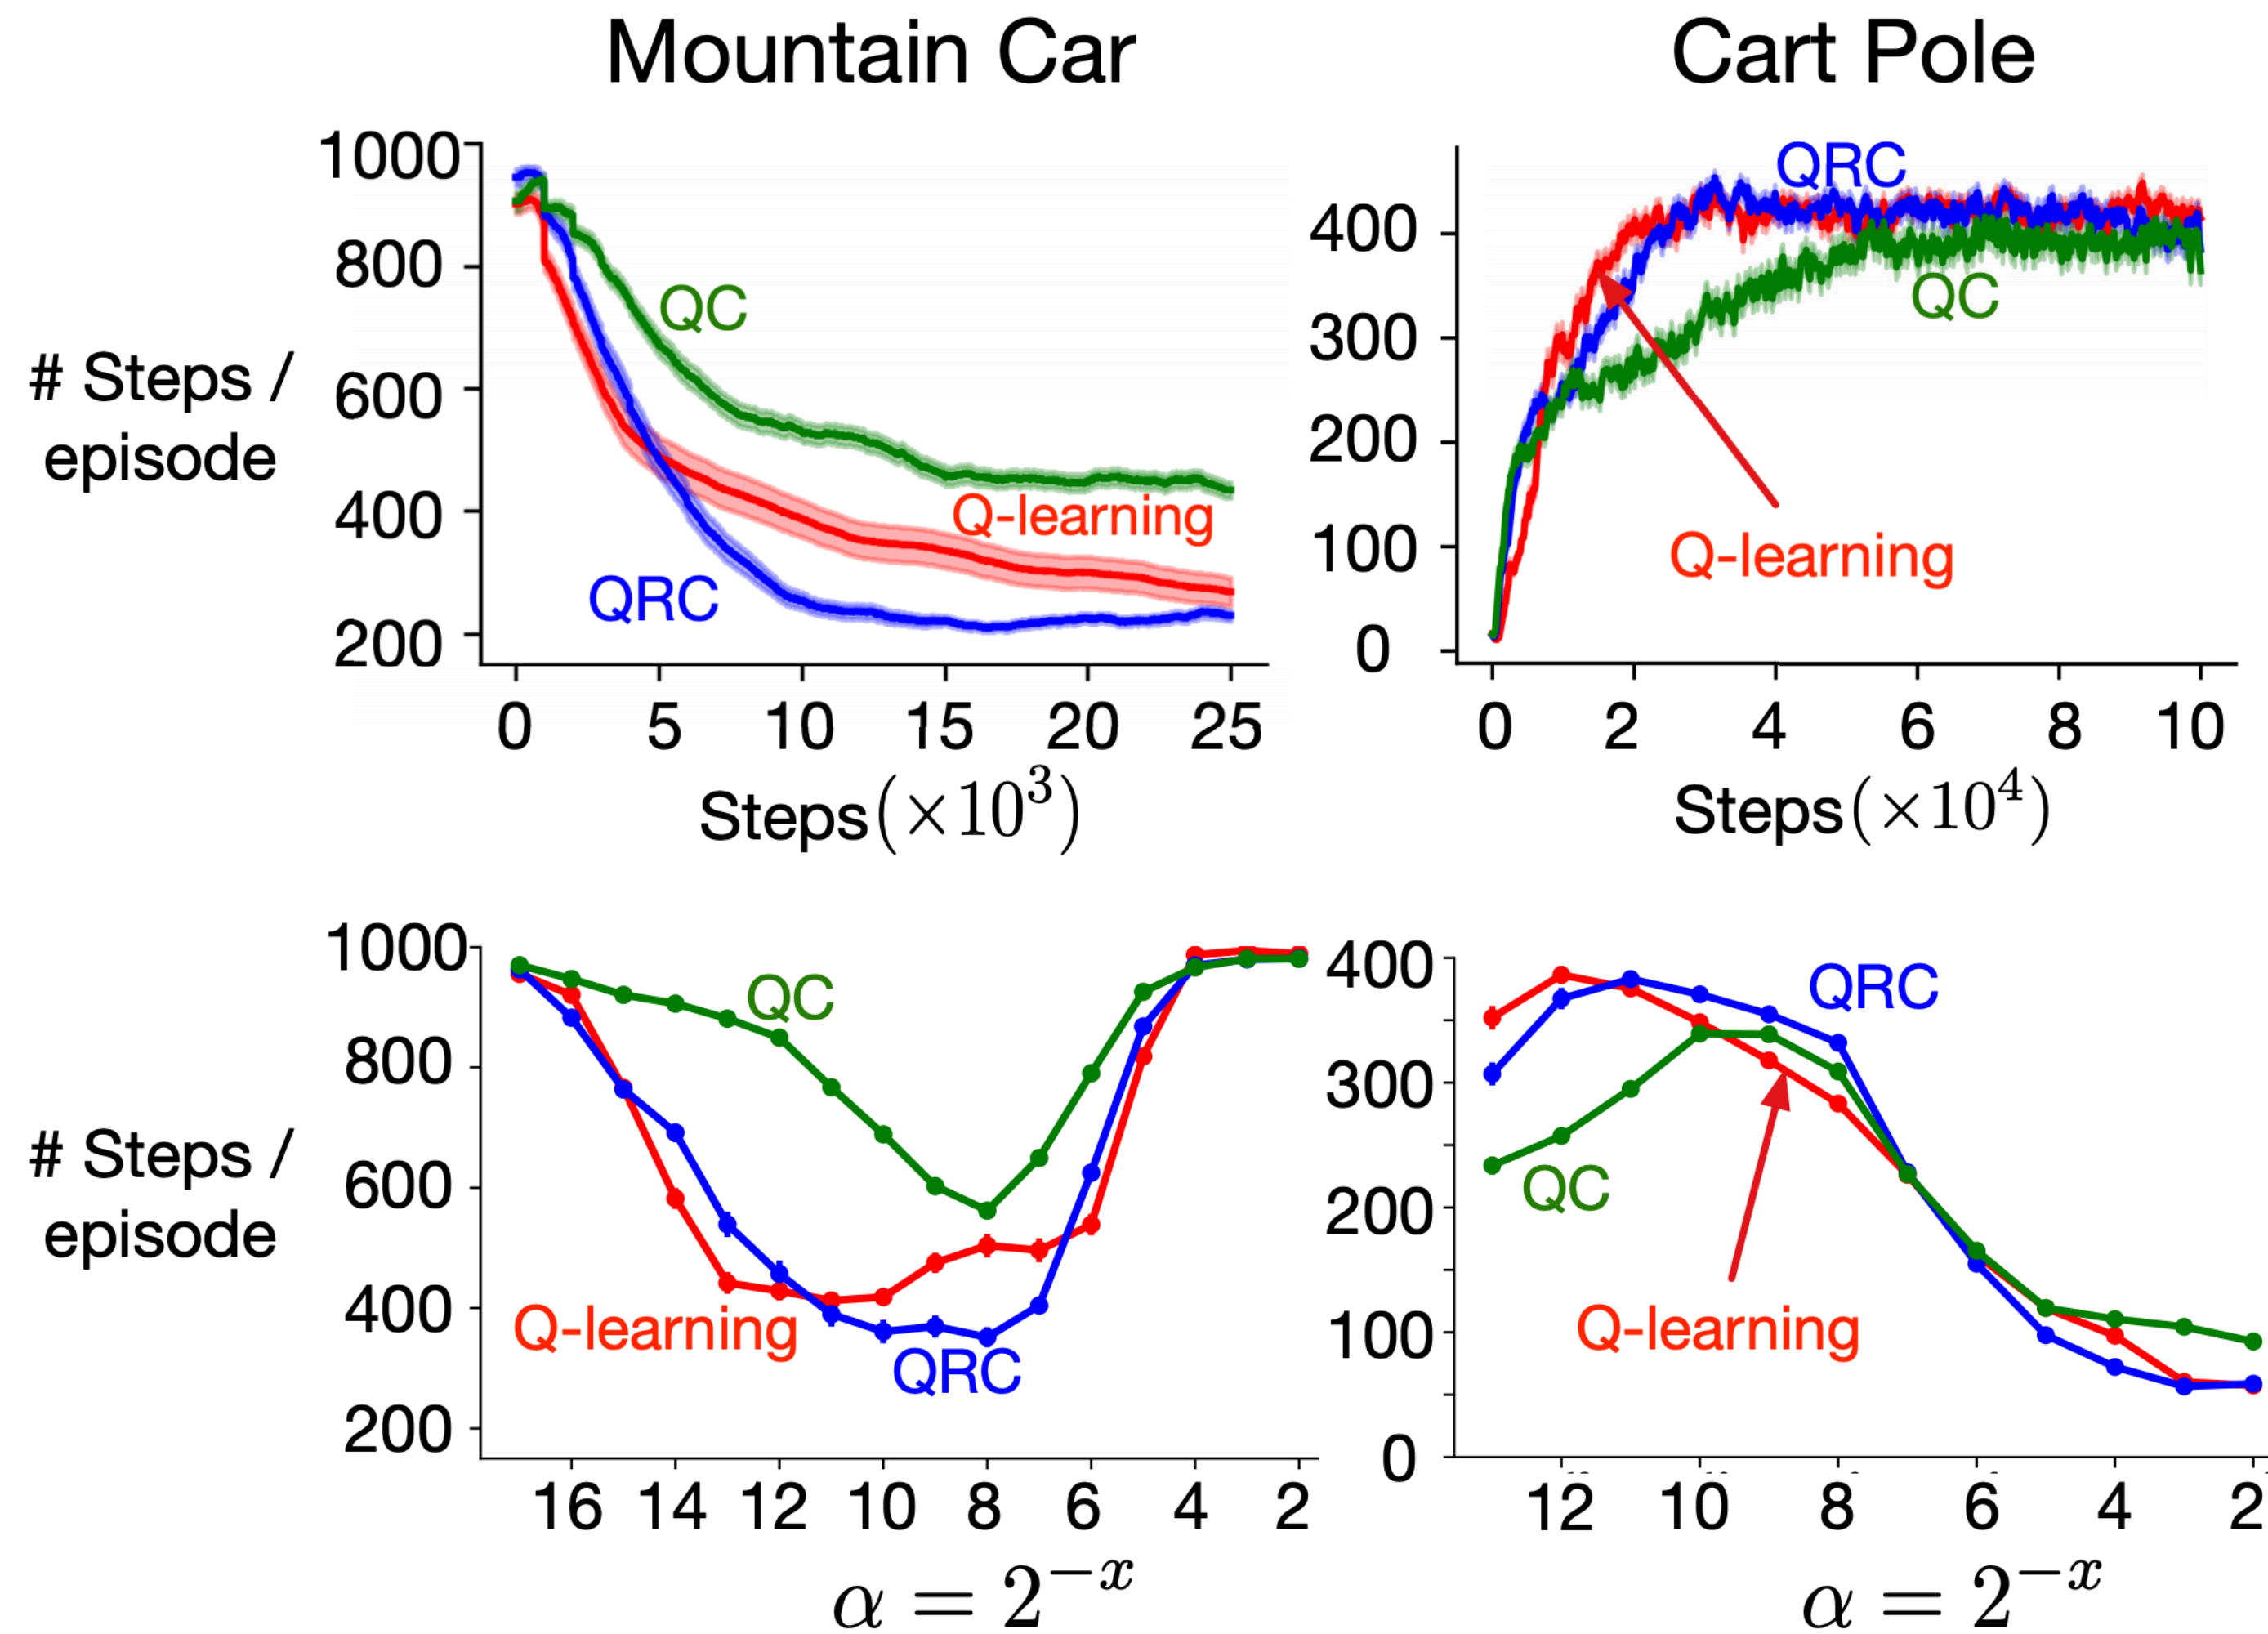 Mountain Car
1000
800
600
400
200
# Steps /
episode
QC
Q-learning
QRC
0 5 10 15 20 25
Steps(×10³)
Cart Pole
400
300
200
100
0
QRC
QC
Q-learning
0 2 4 6 8 10
Steps(×10⁴)
1000
800
600
400
200
# Steps /
episode
QC
Q-learning
QRC
16 14 12 10 8 6 4 2
α = 2⁻ˣ
400
300
200
100
0
QRC
QC
Q-learning
12 10 8 6 4 2
α = 2⁻ˣ